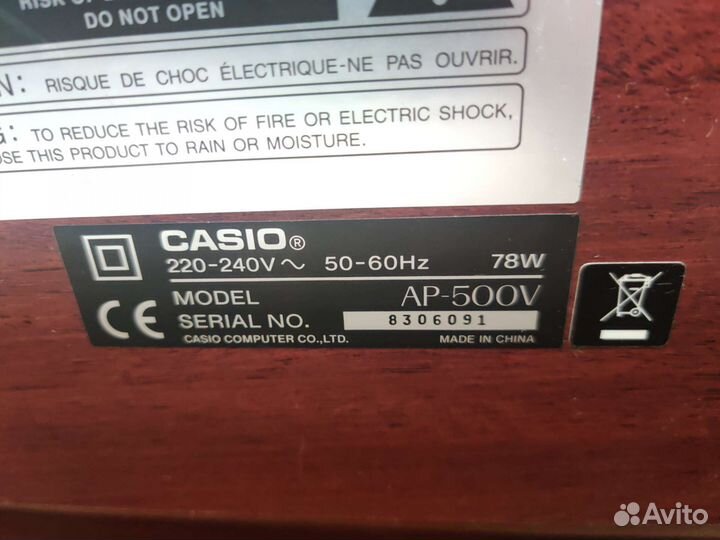 DO NOT OPEN
N: RISQUE DE CHOC ÉLECTRIQUE-NE PAS OUVRIR.
G: TO REDUCE THE RISK OF FIRE OR ELECTRIC SHOCK,
OSE THIS PRODUCT TO RAIN OR MOISTURE.
CASIO®
220-240V~ 50-60Hz 78W
MODEL AP-500V
CE SERIAL NO. 8306091
CASIO COMPUTER CO.,LTD. MADE IN CHINA
Avito